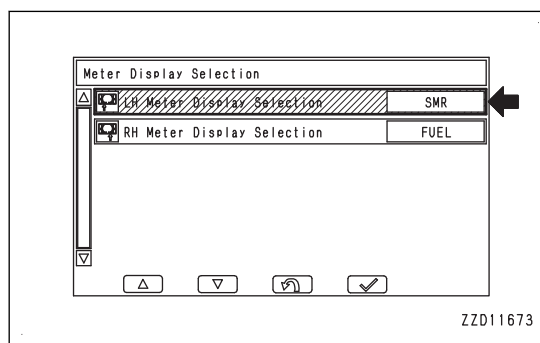 Meter Display Selection
LH Meter Display Selection SMR
RH Meter Display Selection FUEL
ZZD11673